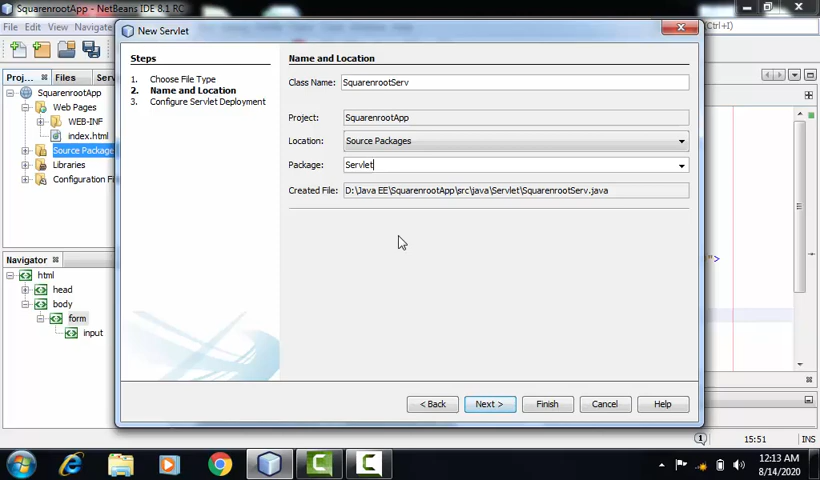 SquarenrootApp - NetBeans IDE 8.1 RC
File Edit View Navigate
New Servlet
Proj... Files Serv
SquarenrootApp
Web Pages
WEB-INF
index.html
Source Package
Libraries
Configuration Fi
Navigator
html
head
body
form
input
Steps
1. Choose File Type
2. Name and Location
3. Configure Servlet Deployment
Name and Location
Class Name: SquarenrootServ
Project: SquarenrootApp
Location: Source Packages
Package: Servlet
Created File: D:\Java EE\SquarenrootApp\src\java\Servlet\SquarenrootServ.java
< Back Next > Finish Cancel Help
+I)
">
1 15:51 INS
12:13 AM
8/14/2020